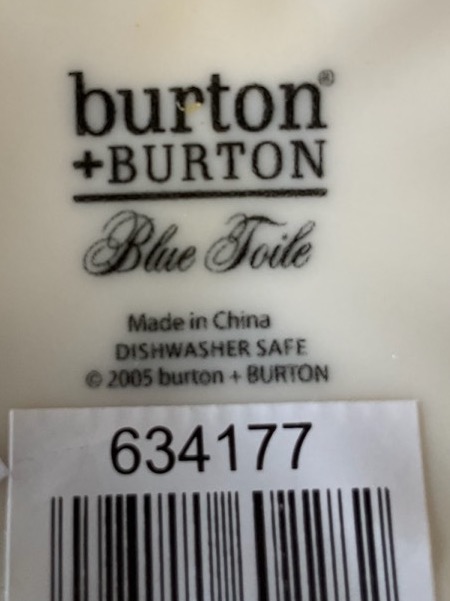 burton®
+BURTON
Blue Toile
Made in China
DISHWASHER SAFE
© 2005 burton + BURTON
634177